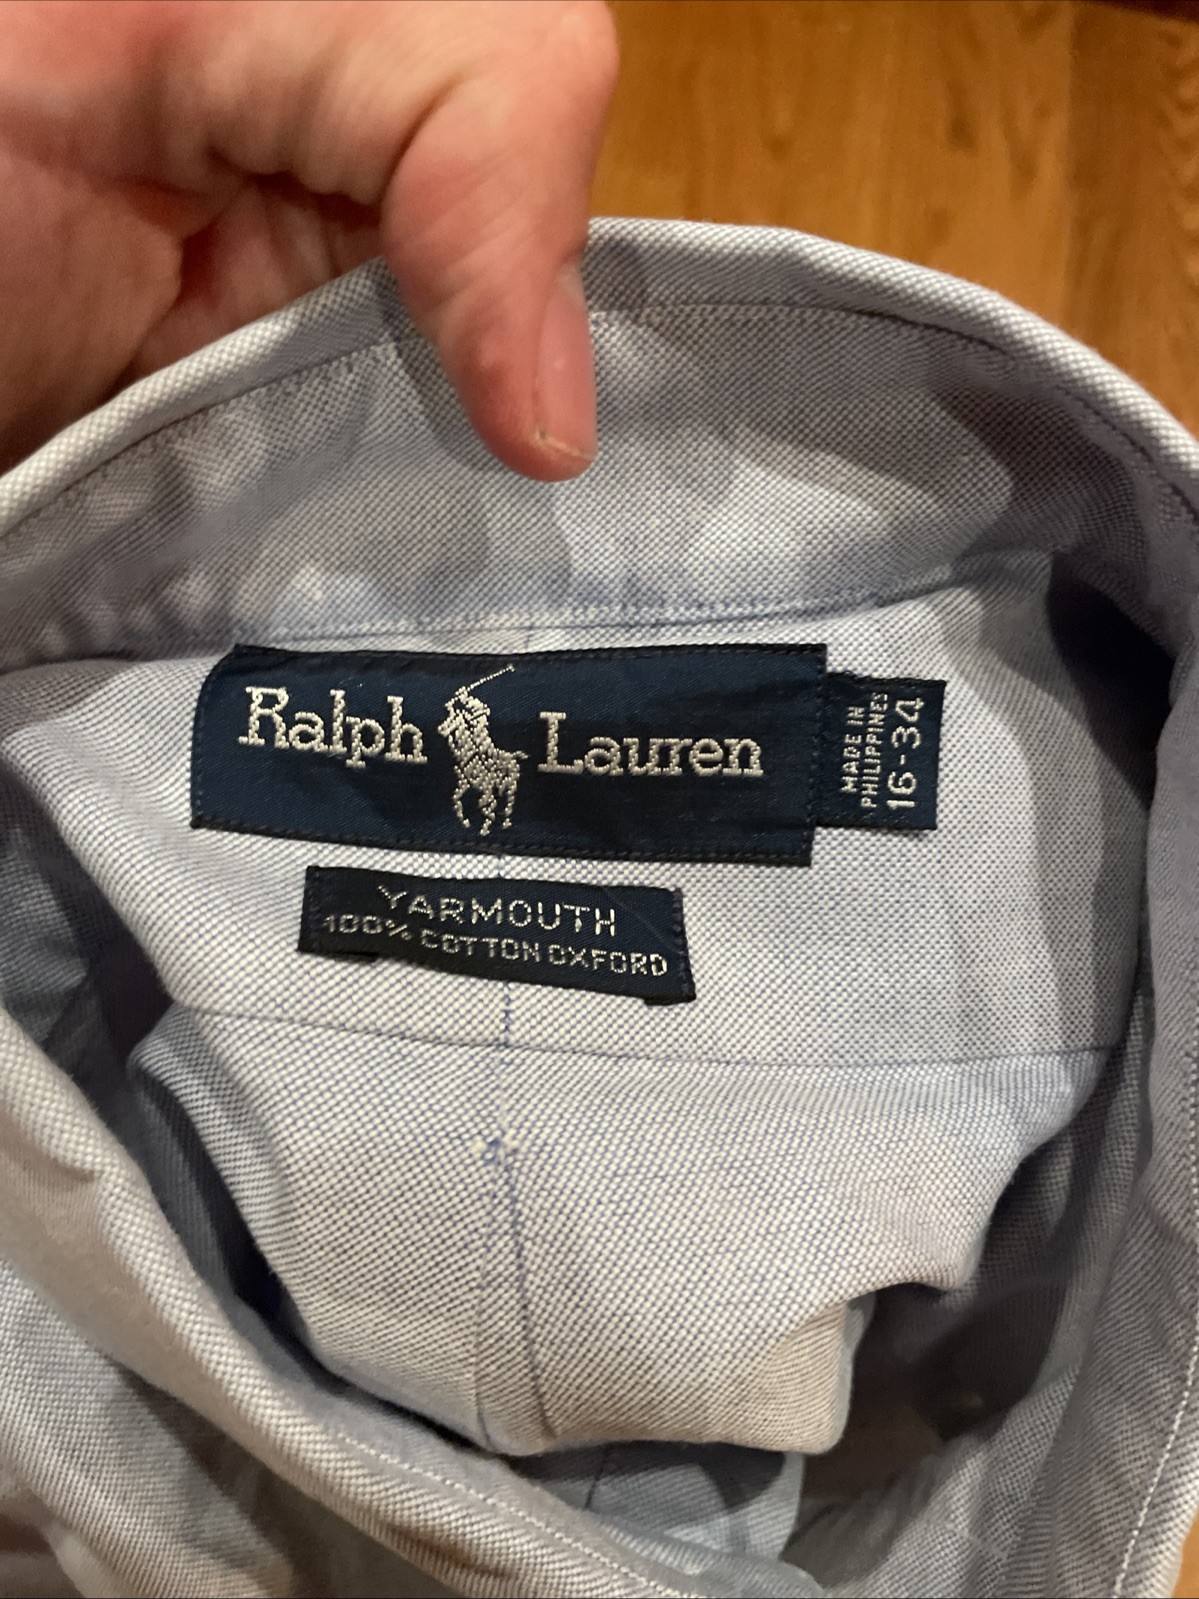 Ralph Lauren
MADE IN
PHILIPPINES
16-34
YARMOUTH
100% COTTON OXFORD